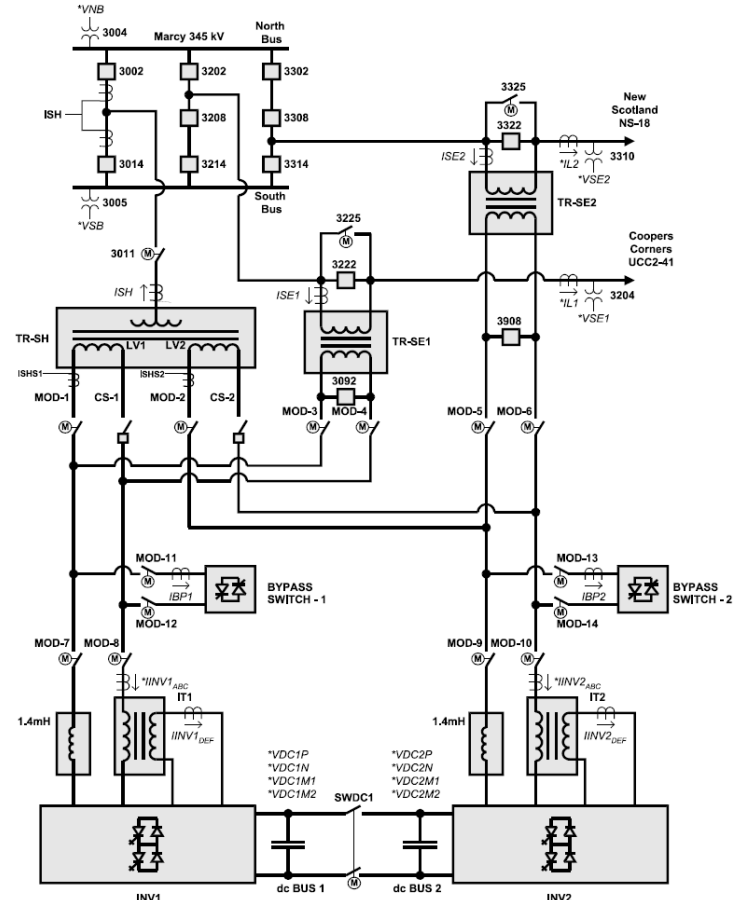 *VNB
3004
Marcy 345 kV
North
Bus
3002
3202
3302
3325
M
New
Scotland
NS-18
ISH
3208
3308
3322
3310
ISE2
*IL2
*VSE2
3014
3214
3314
South
Bus
3005
*VSB
TR-SE2
3225
M
Coopers
Corners
UCC2-41
3011
M
3222
ISH
ISE1
*IL1
3204
*VSE1
TR-SH
LV1
LV2
TR-SE1
3908
ISHS1
ISHS2
3092
MOD-1
CS-1
MOD-2
CS-2
MOD-3
MOD-4
MOD-5
MOD-6
M
M
M
M
M
M
MOD-11
M
IBP1
MOD-12
M
BYPASS
SWITCH - 1
MOD-13
M
IBP2
MOD-14
M
BYPASS
SWITCH - 2
MOD-7
MOD-8
MOD-9
MOD-10
M
M
M
M
*IINV1ABC
IT1
*IINV2ABC
IT2
1.4mH
IINV1DEF
1.4mH
IINV2DEF
*VDC1P
*VDC1N
*VDC1M1
*VDC1M2
*VDC2P
*VDC2N
*VDC2M1
*VDC2M2
SWDC1
M
dc BUS 1
dc BUS 2
INV1
INV2